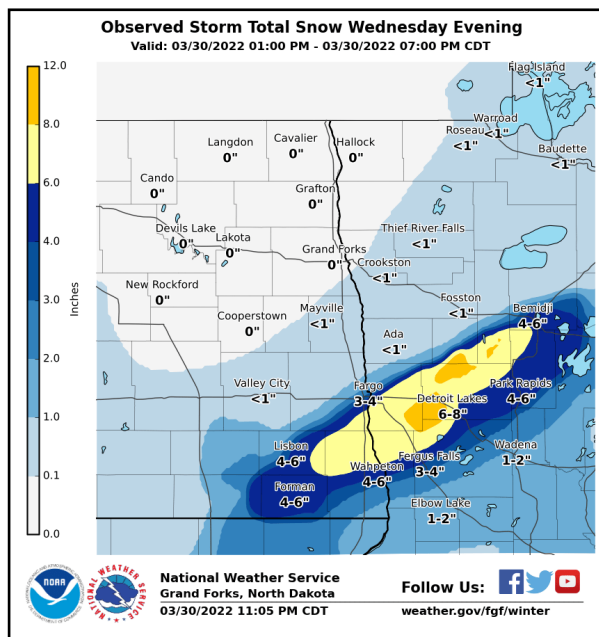 Observed Storm Total Snow Wednesday Evening
Valid: 03/30/2022 01:00 PM - 03/30/2022 07:00 PM CDT
12.0
8.0
6.0
4.0
3.0
2.0
1.0
0.1
0.0
Inches
Flag Island
<1"
Warroad
<1"
Roseau
<1"
Baudette
<1"
Langdon
0"
Cavalier
0"
Hallock
0"
Cando
0"
Grafton
0"
Devils Lake
0"
Lakota
0"
Thief River Falls
<1"
Grand Forks
0"
Crookston
<1"
New Rockford
0"
Cooperstown
0"
Mayville
<1"
Fosston
<1"
Bemidji
4-6"
Ada
<1"
Valley City
<1"
Fargo
3-4"
Detroit Lakes
6-8"
Park Rapids
4-6"
Lisbon
4-6"
Wahpeton
4-6"
Fergus Falls
3-4"
Wadena
1-2"
Forman
4-6"
Elbow Lake
1-2"
NOAA
NATIONAL WEATHER SERVICE
National Weather Service
Grand Forks, North Dakota
03/30/2022 11:05 PM CDT
Follow Us:
weather.gov/fgf/winter